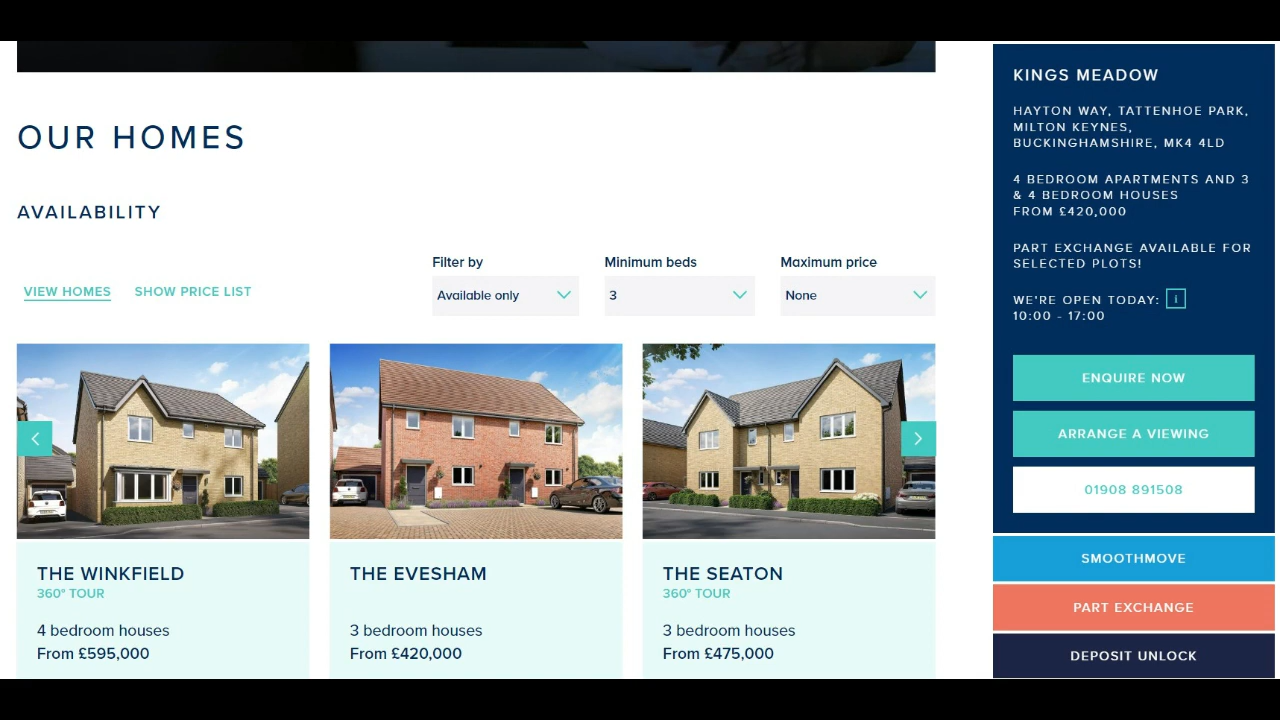 OUR HOMES
AVAILABILITY
VIEW HOMES
SHOW PRICE LIST
Filter by
Available only
Minimum beds
3
Maximum price
None
THE WINKFIELD
360° TOUR
4 bedroom houses
From £595,000
THE EVESHAM
3 bedroom houses
From £420,000
THE SEATON
360° TOUR
3 bedroom houses
From £475,000
KINGS MEADOW
HAYTON WAY, TATTENHOE PARK,
MILTON KEYNES,
BUCKINGHAMSHIRE, MK4 4LD
4 BEDROOM APARTMENTS AND 3
& 4 BEDROOM HOUSES
FROM £420,000
PART EXCHANGE AVAILABLE FOR
SELECTED PLOTS!
WE'RE OPEN TODAY: i
10:00 - 17:00
ENQUIRE NOW
ARRANGE A VIEWING
01908 891508
SMOOTHMOVE
PART EXCHANGE
DEPOSIT UNLOCK